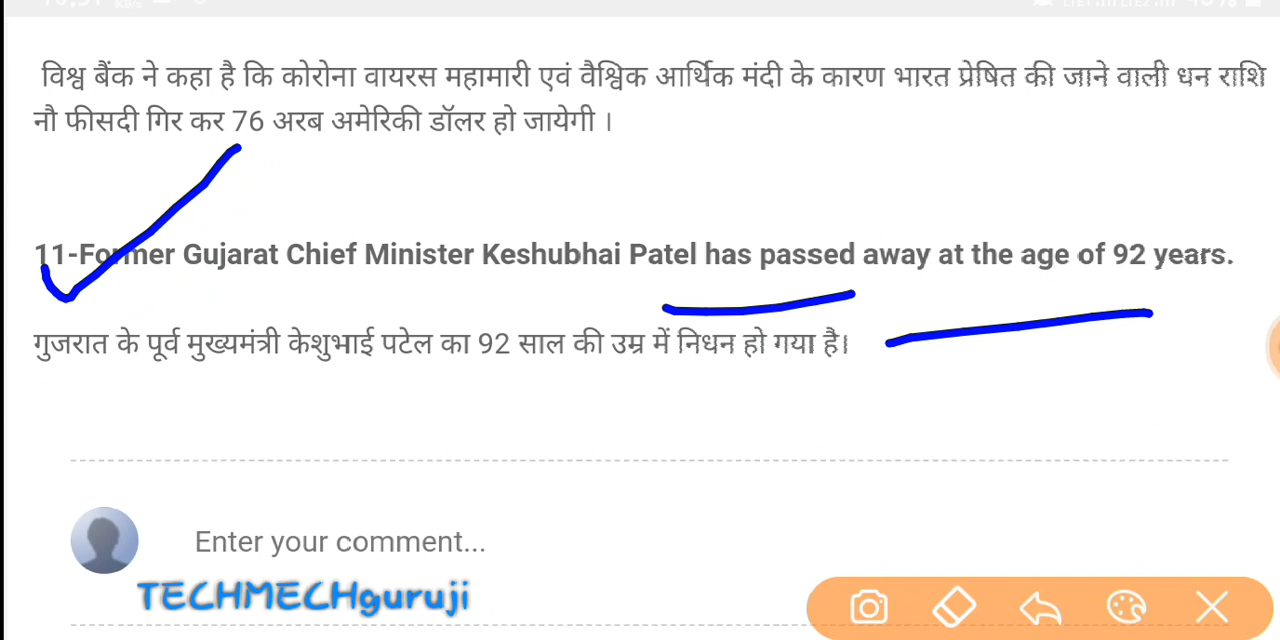 विश्व बैंक ने कहा है कि कोरोना वायरस महामारी एवं वैश्विक आर्थिक मंदी के कारण भारत प्रेषित की जाने वाली धन राशि
नौ फीसदी गिर कर 76 अरब अमेरिकी डॉलर हो जायेगी ।
11-Former Gujarat Chief Minister Keshubhai Patel has passed away at the age of 92 years.
गुजरात के पूर्व मुख्यमंत्री केशुभाई पटेल का 92 साल की उम्र में निधन हो गया है।
Enter your comment...
TECHMECHguruji